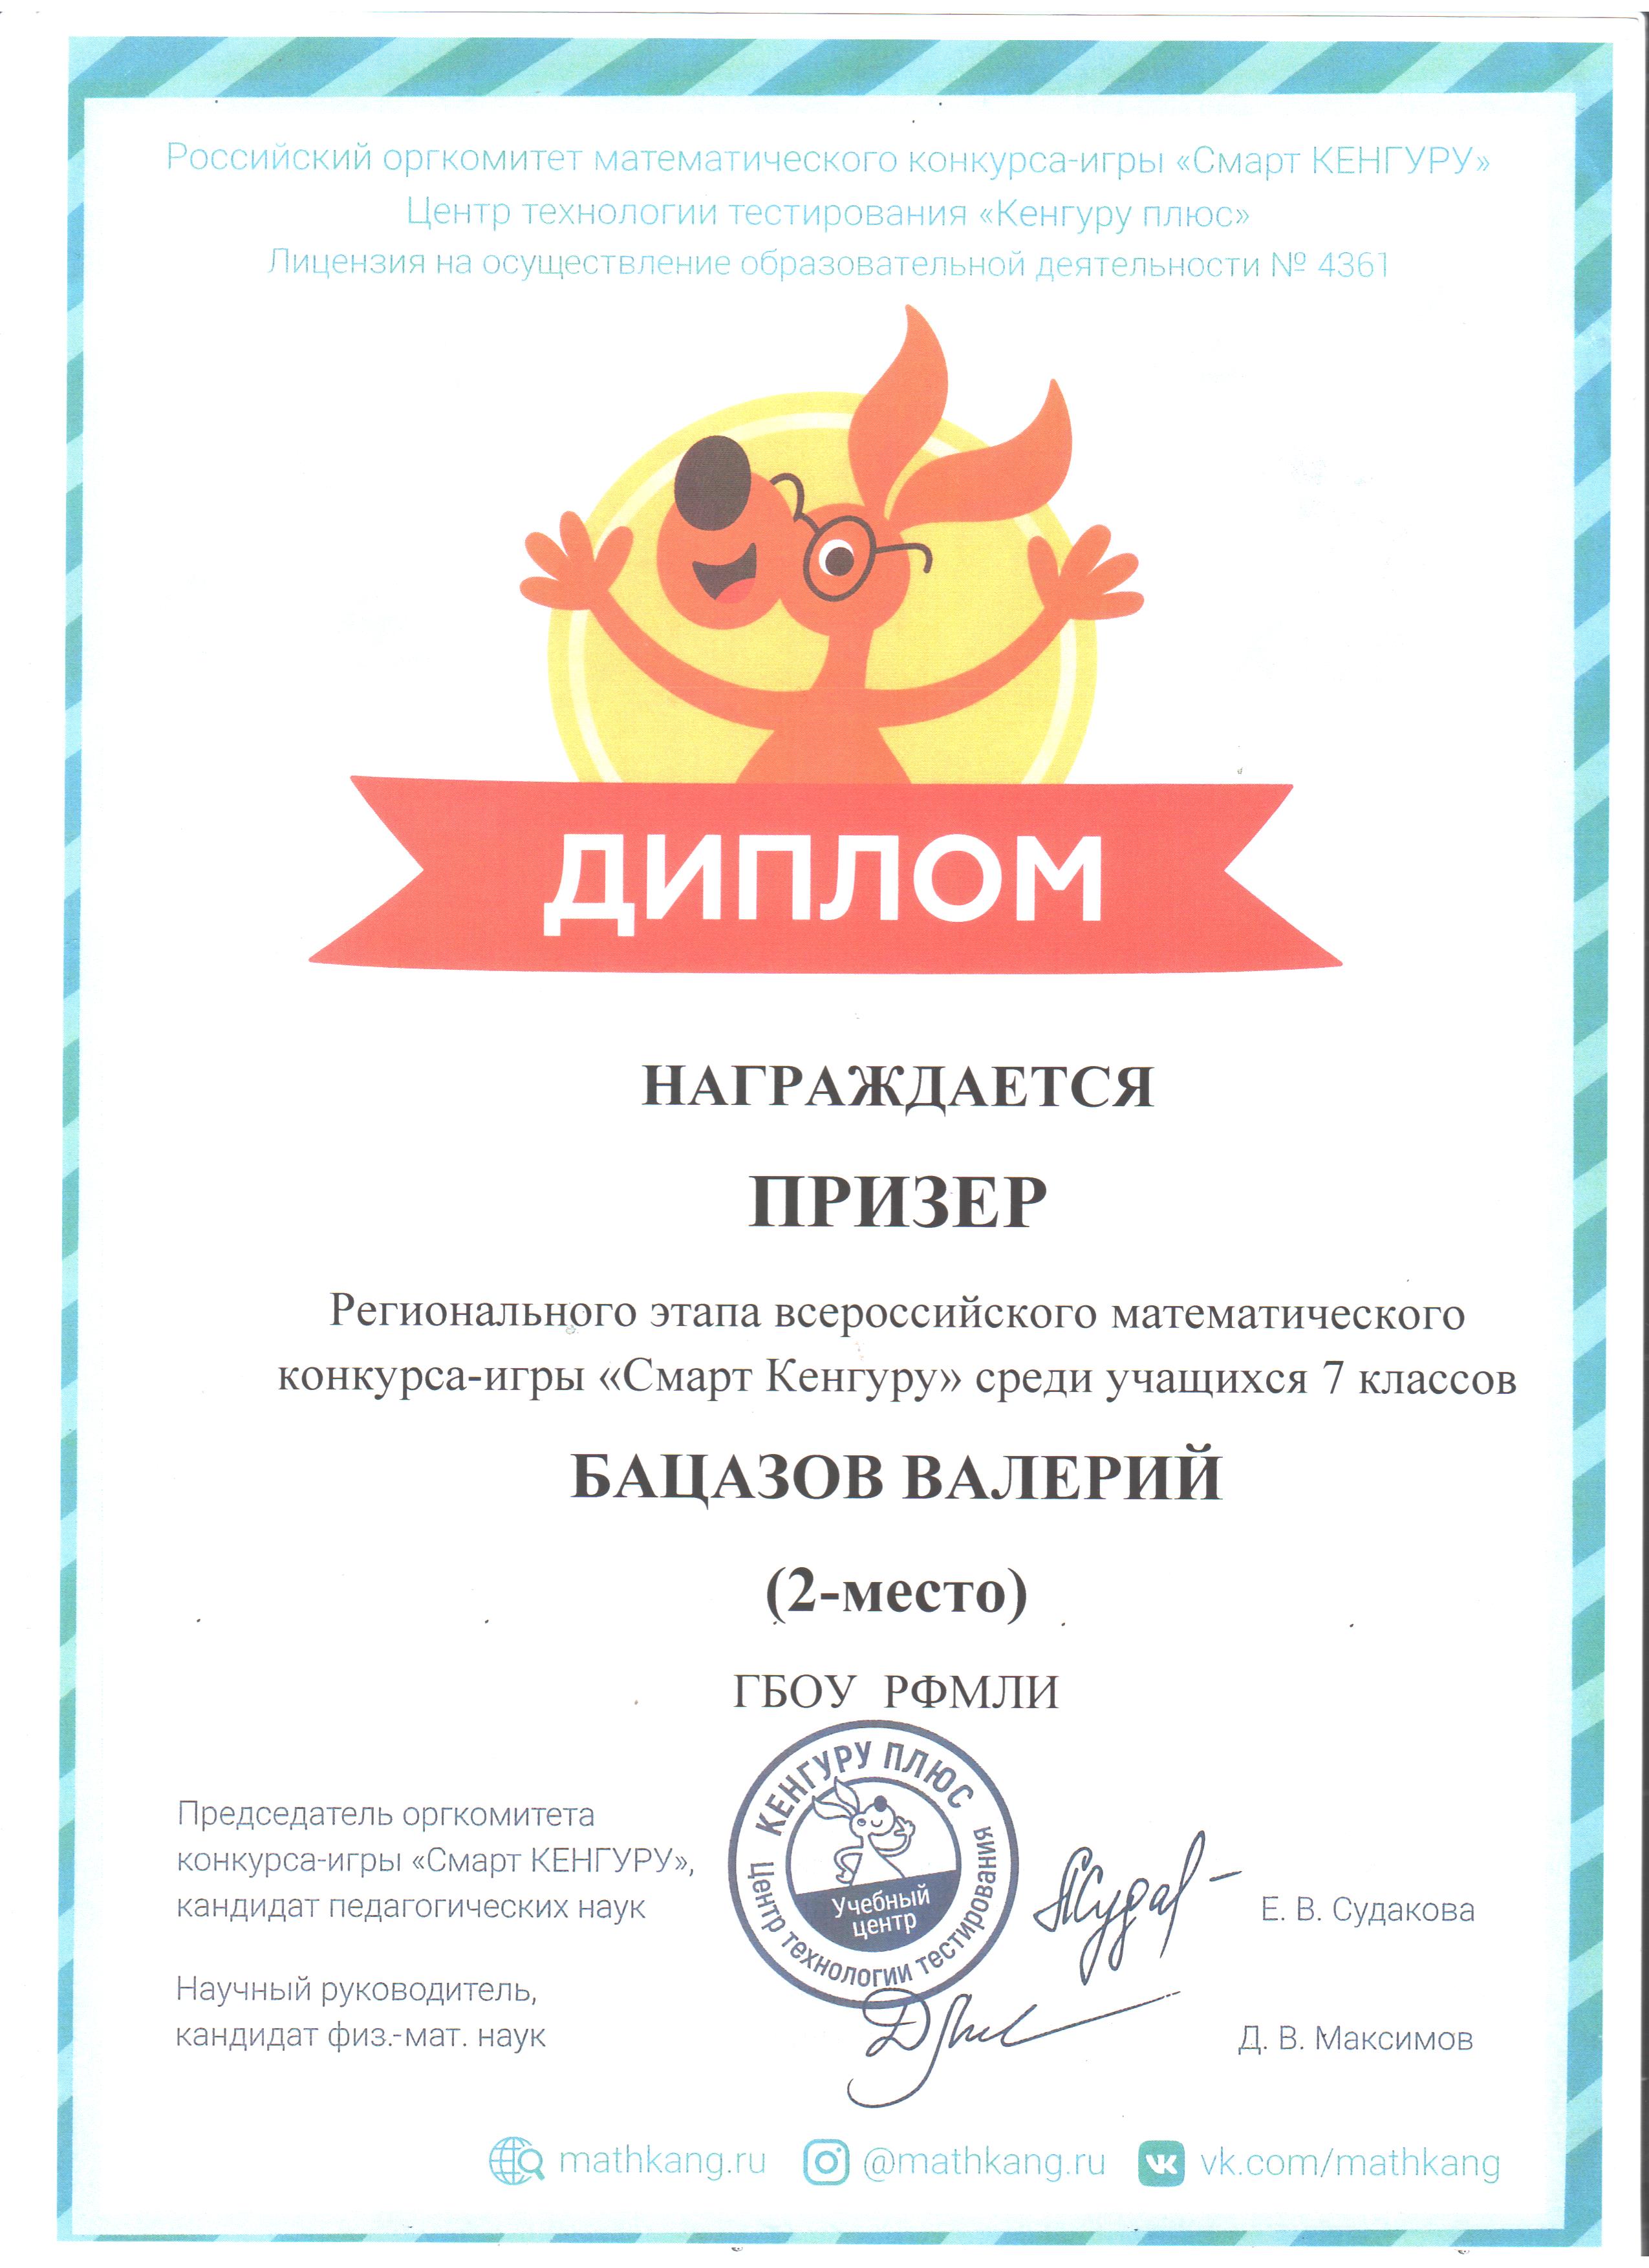 Российский оргкомитет математического конкурса-игры «Смарт КЕНГУРУ»
Центр технологии тестирования «Кенгуру плюс»
Лицензия на осуществление образовательной деятельности № 4361
ДИПЛОМ
НАГРАЖДАЕТСЯ
ПРИЗЕР
Регионального этапа всероссийского математического
конкурса-игры «Смарт Кенгуру» среди учащихся 7 классов
БАЦАЗОВ ВАЛЕРИЙ
(2-место)
ГБОУ РФМЛИ
Председатель оргкомитета
конкурса-игры «Смарт КЕНГУРУ»,
кандидат педагогических наук
КЕНГУРУ ПЛЮС
Центр технологии тестирования
Учебный
центр
Е. В. Судакова
Научный руководитель,
кандидат физ.-мат. наук
Д. В. Максимов
mathkang.ru @mathkang.ru vk.com/mathkang